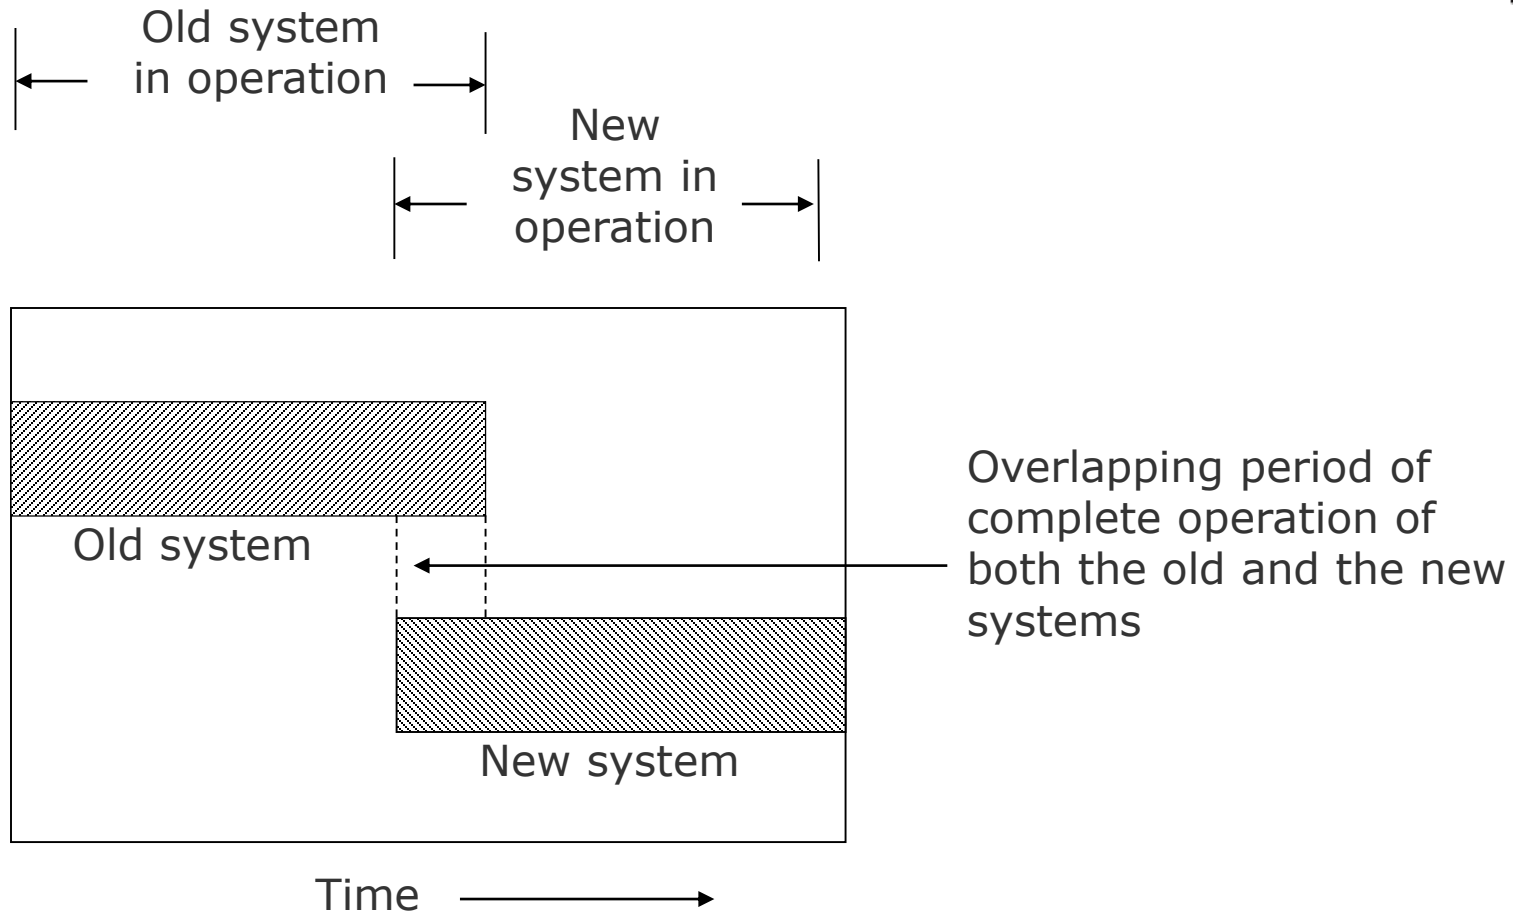 Old system
in operation
New
system in
operation
Old system
Overlapping period of
complete operation of
both the old and the new
systems
New system
Time